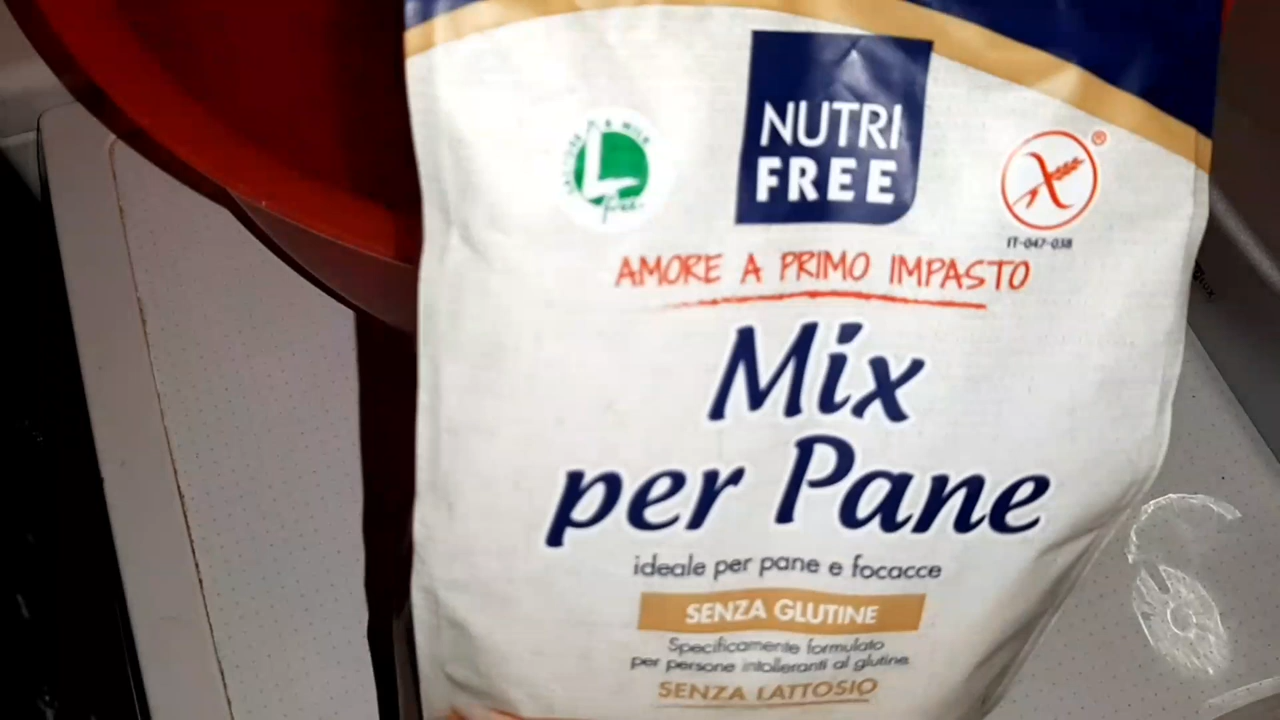 NUTRI
FREE
L
free
®
IT-047-038
AMORE A PRIMO IMPASTO
Mix
per Pane
ideale per pane e focacce
SENZA GLUTINE
Specificamente formulato
per persone intolleranti al glutine
SENZA LATTOSIO